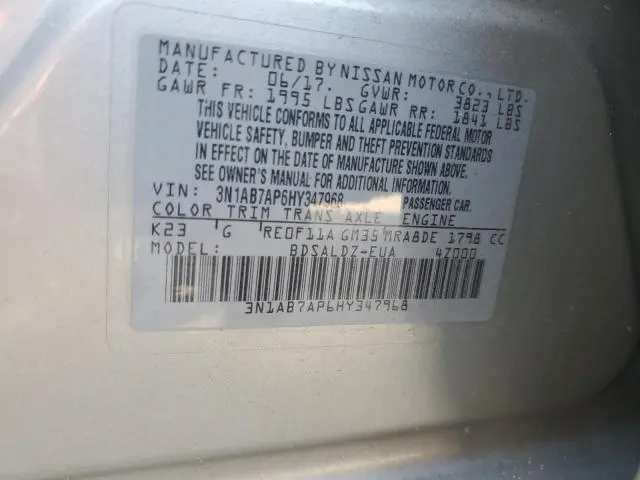 MANUFACTURED BY NISSAN MOTOR CO., LTD.
DATE: 06/17. GVWR: 3823 LBS
GAWR FR: 1995 LBS GAWR RR: 1841 LBS
THIS VEHICLE CONFORMS TO ALL APPLICABLE FEDERAL MOTOR
VEHICLE SAFETY, BUMPER AND THEFT PREVENTION STANDARDS
IN EFFECT ON THE DATE OF MANUFACTURE SHOWN ABOVE.
SEE OWNER'S MANUAL FOR ADDITIONAL INFORMATION.
VIN: 3N1AB7AP6HY347968 PASSENGER CAR.
COLOR TRIM TRANS AXLE ENGINE
K23 G RE0F11A GM35 MRA8DE 1798 CC
MODEL: BDSALDZ-EUA 4Z000
3N1AB7AP6HY347968